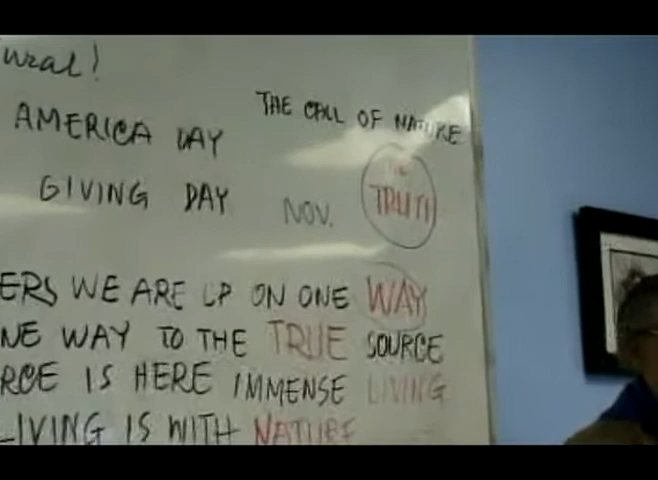 ural!
THE CALL OF NATURE
AMERICA DAY
GIVING DAY NOV. TRUTH
ERS WE ARE UP ON ONE WAY
NE WAY TO THE TRUE SOURCE
RCE IS HERE IMMENSE LIVING
LIVING IS WITH NATURE